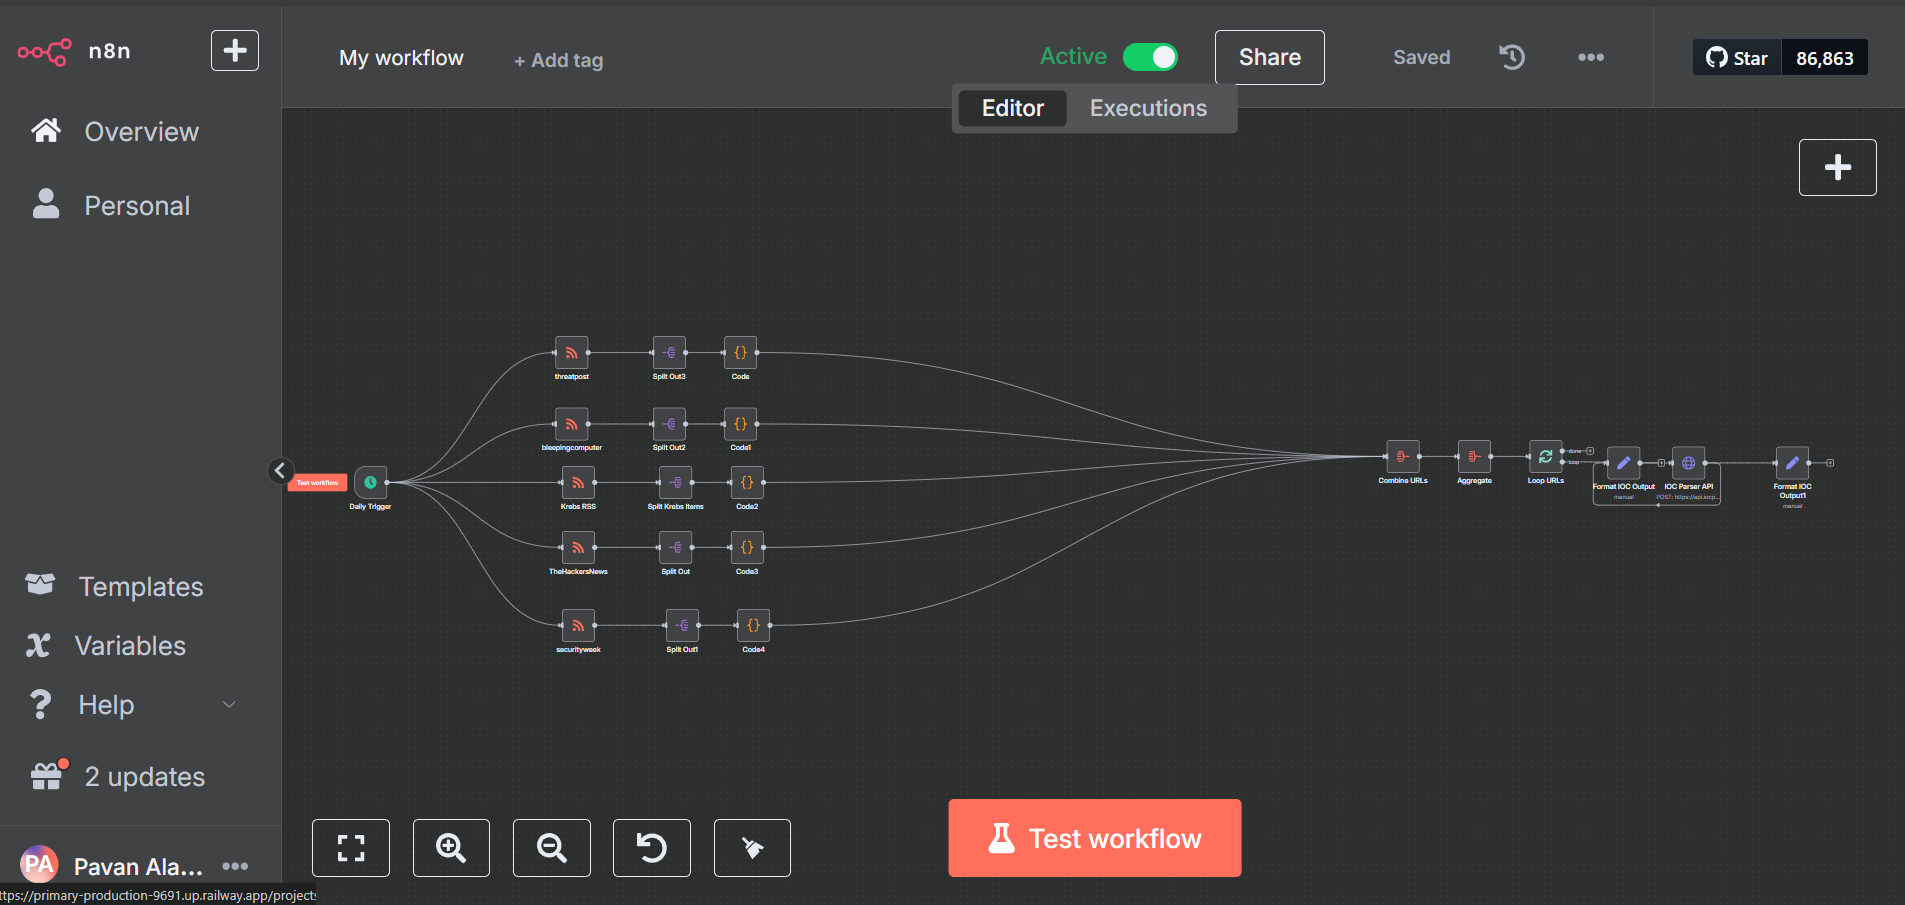 n8n
My workflow
+ Add tag
Active
Share
Saved
Star
86,863
Editor
Executions
Overview
Personal
threatpost
Split Out3
Code
bleepingcomputer
Split Out2
Code1
Test workflow
Daily Trigger
Krebs RSS
Split Krebs Items
Code2
TheHackersNews
Split Out
Code3
securityweek
Split Out1
Code4
Combine URLs
Aggregate
Loop URLs
done
loop
Format IOC Output
manual
IOC Parser API
POST: https://api.iocp...
Format IOC
Output1
manual
Templates
Variables
Help
2 updates
Test workflow
PA
Pavan Ala...
ttps://primary-production-9691.up.railway.app/projects